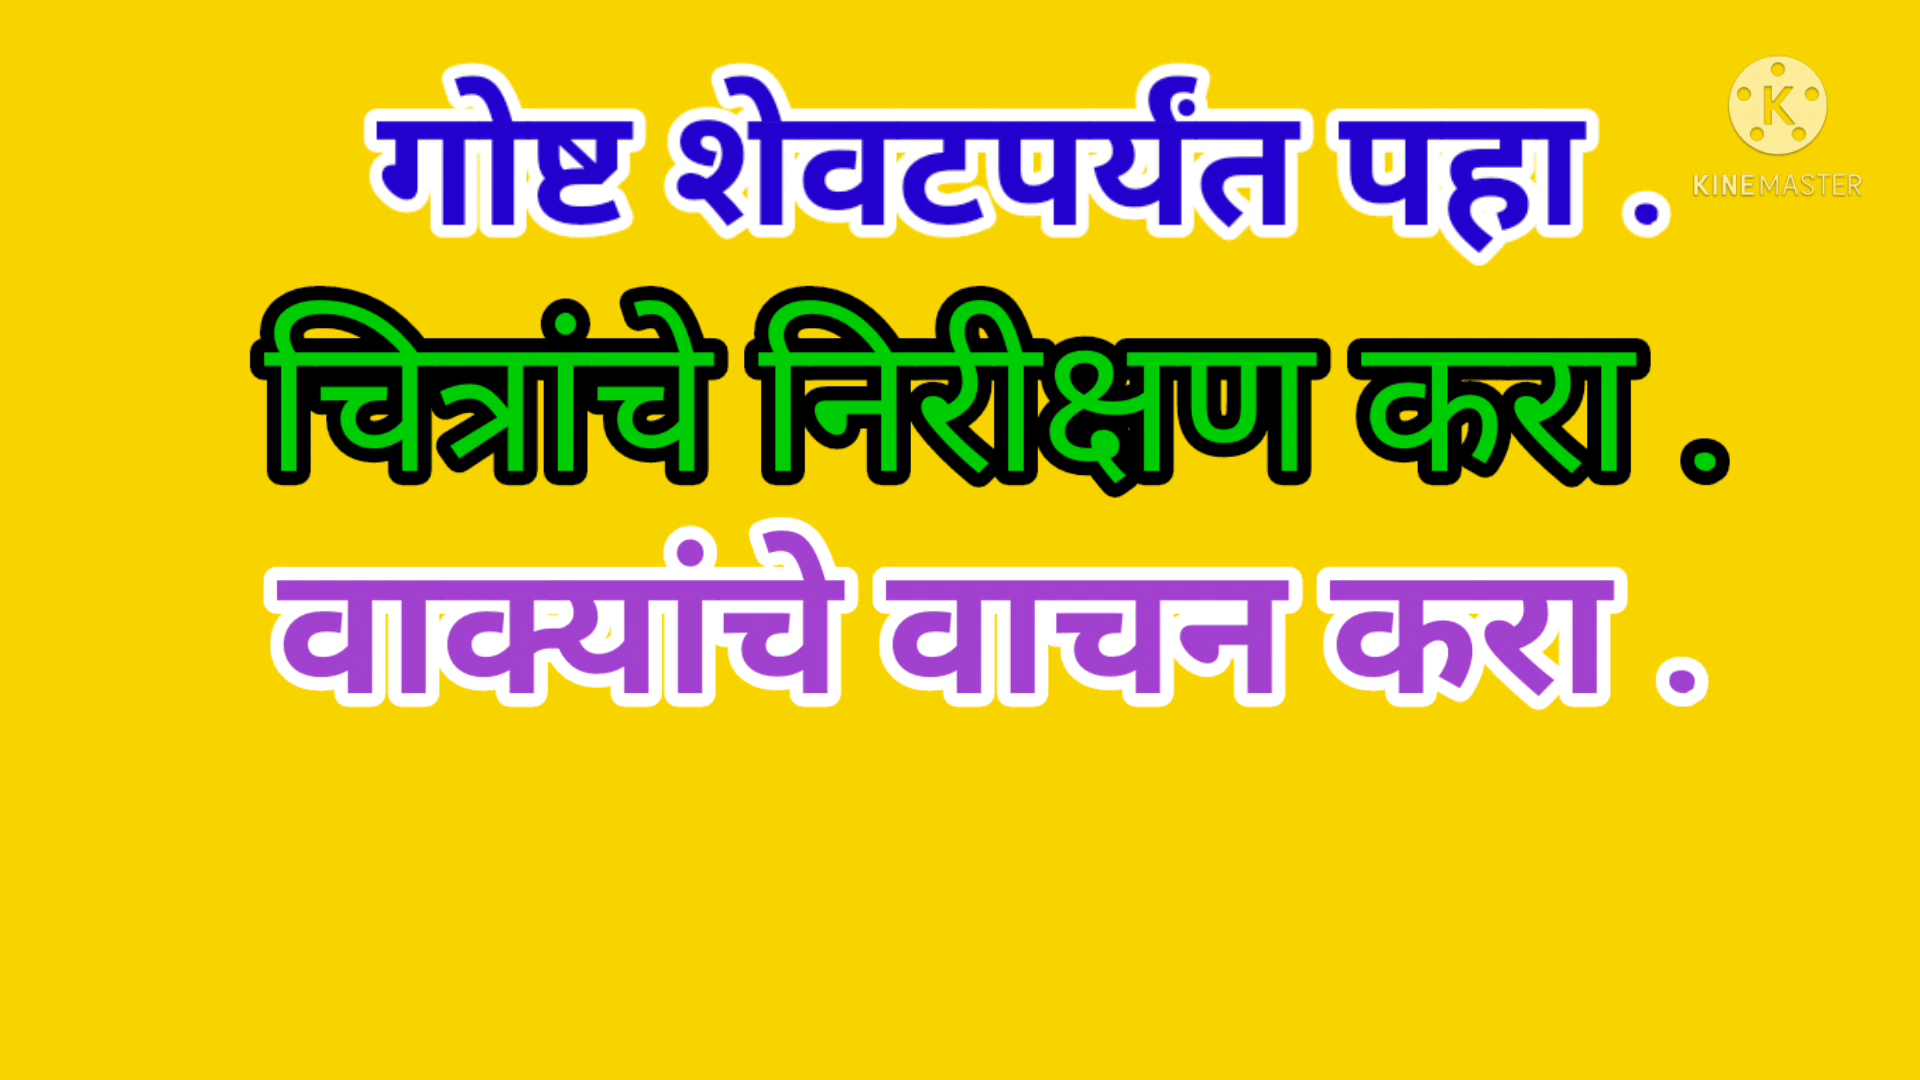 गोष्ट शेवटपर्यंत पहा .
K
KINEMASTER
चित्रांचे निरीक्षण करा .
वाक्यांचे वाचन करा .